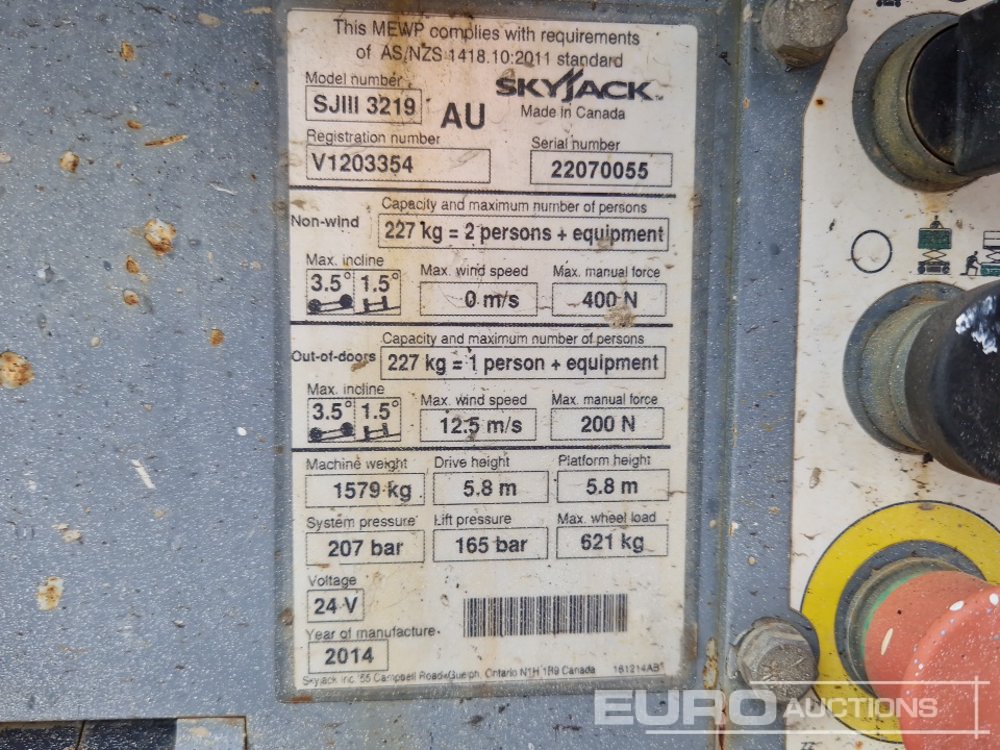 This MEWP complies with requirements
of AS/NZS 1418.10:2011 standard
Model number
SJIII 3219
AU
SKYJACK
Made in Canada
Registration number
V1203354
Serial number
22070055
Non-wind
Capacity and maximum number of persons
227 kg = 2 persons + equipment
Max. incline
3.5° 1.5°
Max. wind speed
0 m/s
Max. manual force
400 N
Out-of-doors
Capacity and maximum number of persons
227 kg = 1 person + equipment
Max. incline
3.5° 1.5°
Max. wind speed
12.5 m/s
Max. manual force
200 N
Machine weight
1579 kg
Drive height
5.8 m
Platform height
5.8 m
System pressure
207 bar
Lift pressure
165 bar
Max. wheel load
621 kg
Voltage
24 V
Year of manufacture
2014
Skyjack Inc. 55 Campbell Road Guelph, Ontario N1H 1B9 Canada
161214AB
EURO AUCTIONS